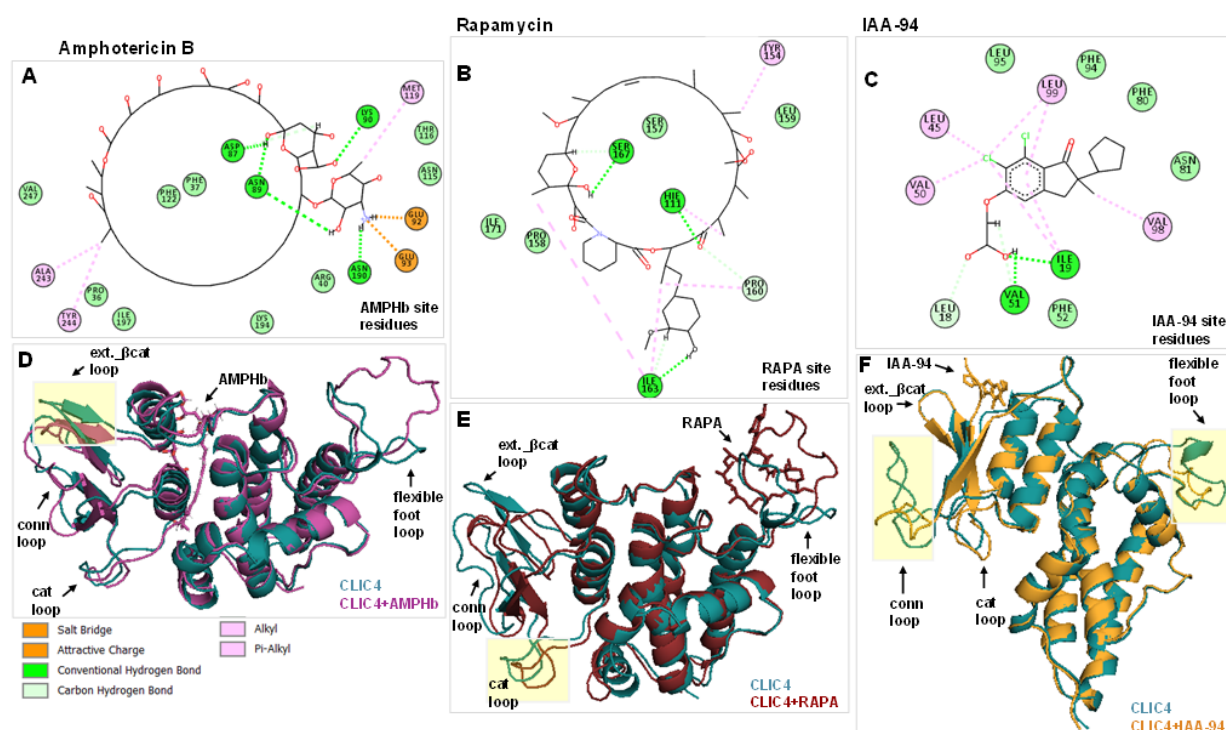 Amphotericin B
A
MET
119
LYS
90
ASP
87
THR
116
ASN
89
ASN
115
VAL
247
PHE
122
PHE
37
GLU
92
GLU
93
ASN
190
ARG
40
ALA
243
PRO
36
TYR
244
ILE
197
LYS
194
AMPHb site
residues
Rapamycin
B
TYR
154
LEU
159
SER
157
SER
167
HIE
111
ILE
171
PRO
158
PRO
160
ILE
163
RAPA site
residues
IAA-94
C
LEU
95
PHE
94
LEU
99
PHE
80
LEU
45
Cl
Cl
ASN
81
VAL
50
VAL
98
ILE
19
VAL
51
LEU
18
PHE
52
IAA-94 site
residues
D
ext._βcat
loop
AMPHb
conn
loop
cat
loop
flexible
foot loop
CLIC4
CLIC4+AMPHb
Salt Bridge
Attractive Charge
Conventional Hydrogen Bond
Carbon Hydrogen Bond
Alkyl
Pi-Alkyl
E
ext._βcat
loop
RAPA
conn
loop
cat
loop
flexible
foot
loop
CLIC4
CLIC4+RAPA
F
IAA-94
ext_βcat
loop
flexible
foot loop
conn
loop
cat
loop
CLIC4
CLIC4+IAA-94